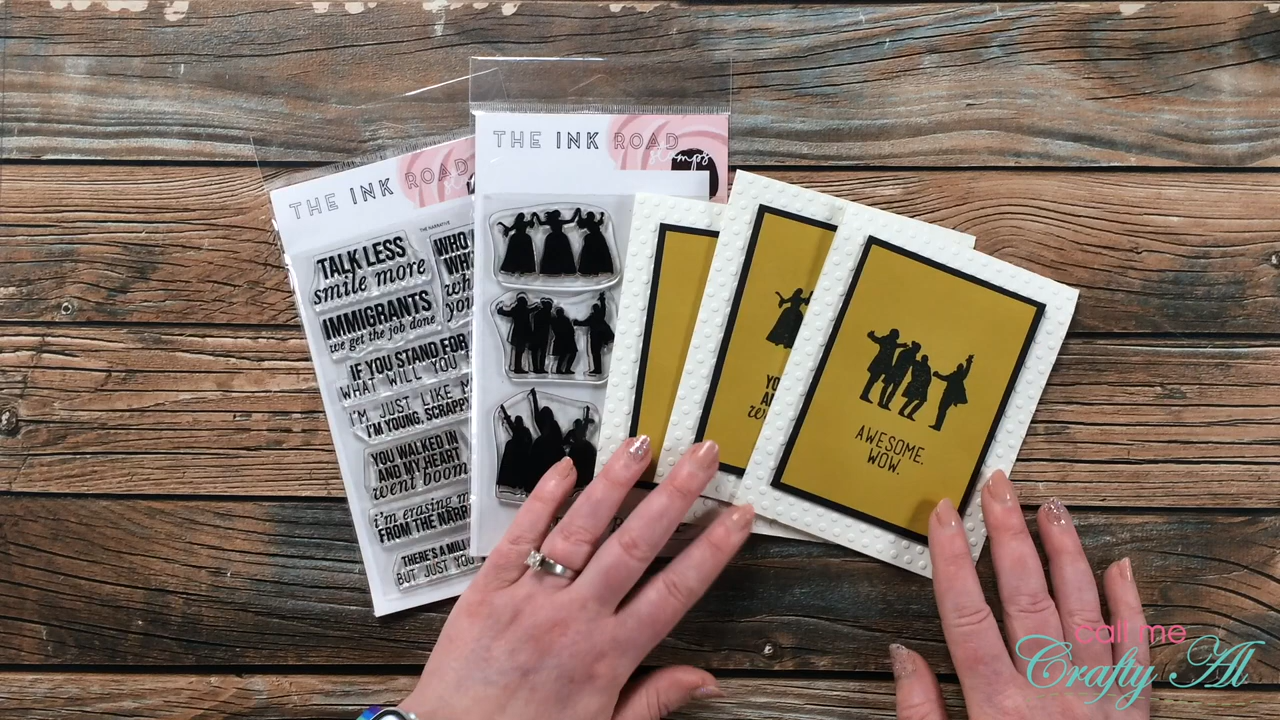 THE INK ROAD
THE NARRATIVE
TALK LESS
smile more
IMMIGRANTS
we get the job done
IF YOU STAND FOR
WHAT WILL YOU
I'M JUST LIKE
I'M YOUNG, SCRAPPY
YOU WALKED IN
AND MY HEART
went boom
i'm erasing
FROM THE
THERE'S A
BUT JUST YOU
WHO
THE INK ROAD
stamps
AWESOME.
WOW.
call me
Crafty Al